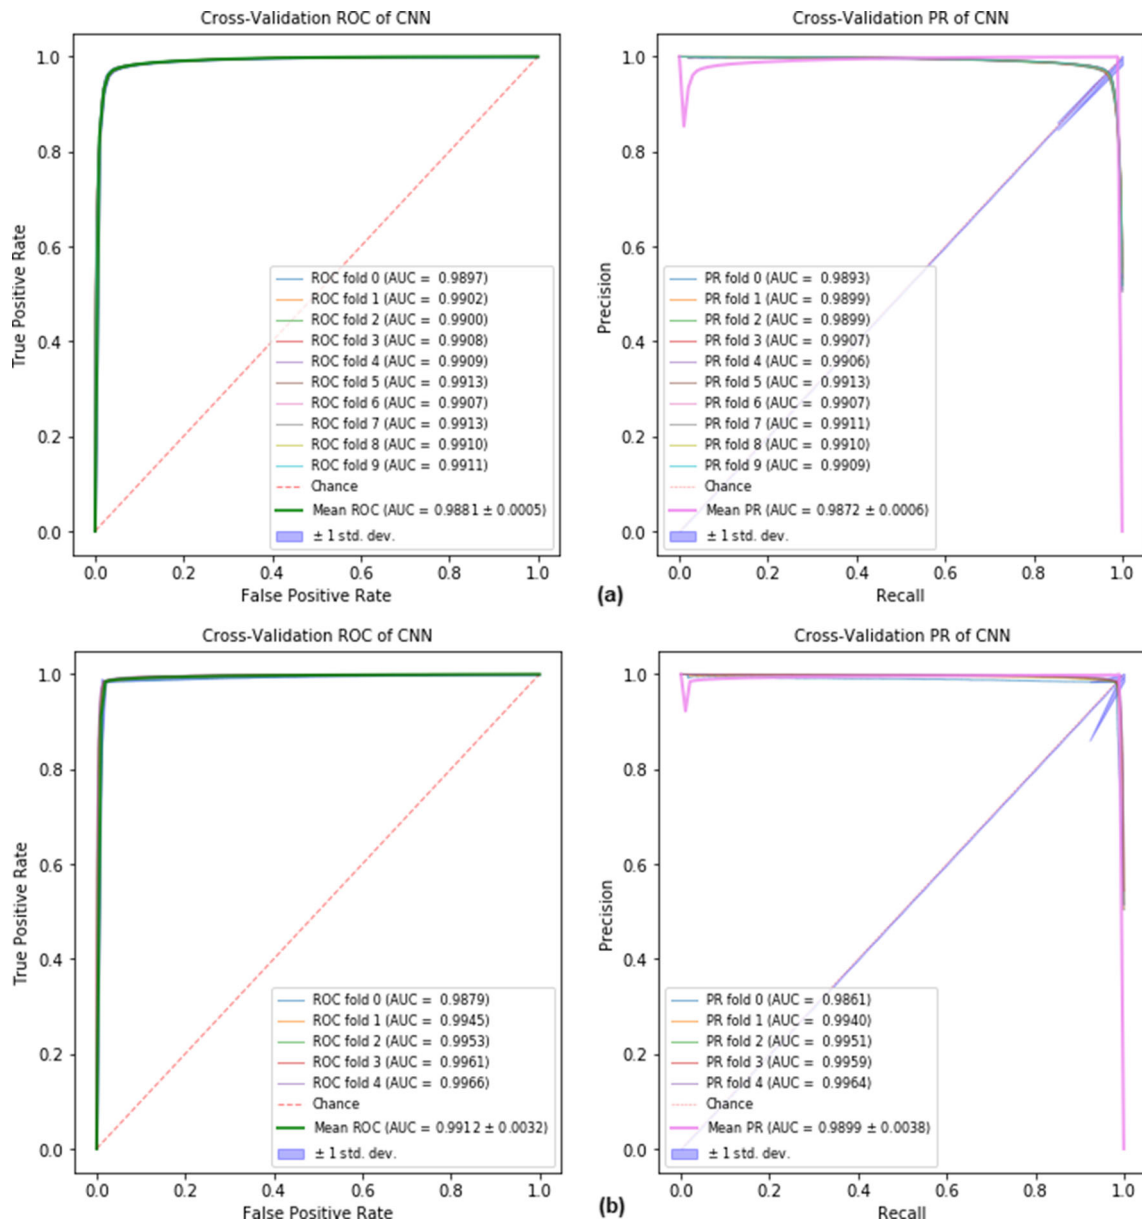 Cross-Validation ROC of CNN
True Positive Rate
1.0
0.8
0.6
0.4
0.2
0.0
ROC fold 0 (AUC = 0.9897)
ROC fold 1 (AUC = 0.9902)
ROC fold 2 (AUC = 0.9900)
ROC fold 3 (AUC = 0.9908)
ROC fold 4 (AUC = 0.9909)
ROC fold 5 (AUC = 0.9913)
ROC fold 6 (AUC = 0.9907)
ROC fold 7 (AUC = 0.9913)
ROC fold 8 (AUC = 0.9910)
ROC fold 9 (AUC = 0.9911)
Chance
Mean ROC (AUC = 0.9881 ± 0.0005)
± 1 std. dev.
0.0 0.2 0.4 0.6 0.8 1.0
False Positive Rate
Cross-Validation PR of CNN
Precision
1.0
0.8
0.6
0.4
0.2
0.0
PR fold 0 (AUC = 0.9893)
PR fold 1 (AUC = 0.9899)
PR fold 2 (AUC = 0.9899)
PR fold 3 (AUC = 0.9907)
PR fold 4 (AUC = 0.9906)
PR fold 5 (AUC = 0.9913)
PR fold 6 (AUC = 0.9907)
PR fold 7 (AUC = 0.9911)
PR fold 8 (AUC = 0.9910)
PR fold 9 (AUC = 0.9909)
Chance
Mean PR (AUC = 0.9872 ± 0.0006)
± 1 std. dev.
0.0 0.2 0.4 0.6 0.8 1.0
Recall
(a)
Cross-Validation ROC of CNN
True Positive Rate
1.0
0.8
0.6
0.4
0.2
0.0
ROC fold 0 (AUC = 0.9879)
ROC fold 1 (AUC = 0.9945)
ROC fold 2 (AUC = 0.9953)
ROC fold 3 (AUC = 0.9961)
ROC fold 4 (AUC = 0.9966)
Chance
Mean ROC (AUC = 0.9912 ± 0.0032)
± 1 std. dev.
0.0 0.2 0.4 0.6 0.8 1.0
False Positive Rate
Cross-Validation PR of CNN
Precision
1.0
0.8
0.6
0.4
0.2
0.0
PR fold 0 (AUC = 0.9861)
PR fold 1 (AUC = 0.9940)
PR fold 2 (AUC = 0.9951)
PR fold 3 (AUC = 0.9959)
PR fold 4 (AUC = 0.9964)
Chance
Mean PR (AUC = 0.9899 ± 0.0038)
± 1 std. dev.
0.0 0.2 0.4 0.6 0.8 1.0
Recall
(b)